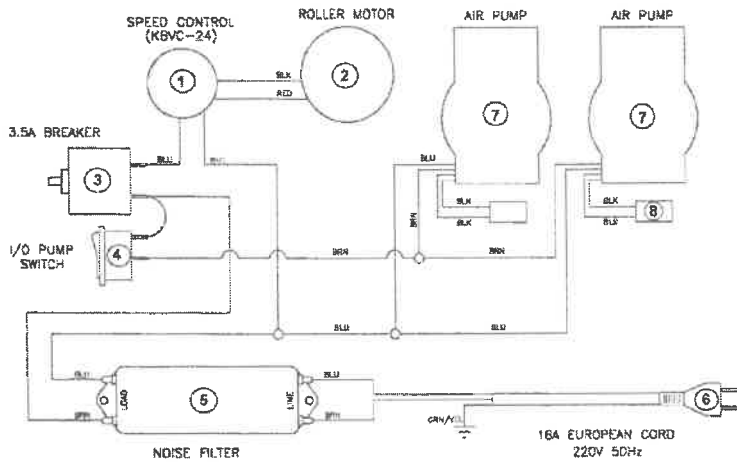 SPEED CONTROL
(KBVC-24)
ROLLER MOTOR
AIR PUMP
AIR PUMP
1
2
BLK
RED
7
7
3.5A BREAKER
BLU
BLU
3
BLU
BLK
BLK
BLK
BLK
8
BRN
I/O PUMP
SWITCH
4
BRN
BRN
BLU
BLU
BLU
BLU
LOAD
5
LINE
BRN
BRN
GRN/YEL
6
NOISE FILTER
16A EUROPEAN CORD
220V 50Hz